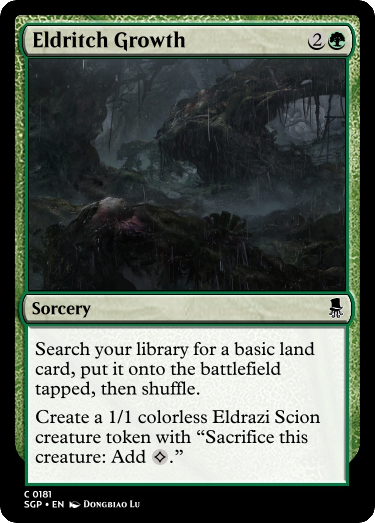 Eldritch Growth 2
Sorcery
Search your library for a basic land
card, put it onto the battlefield
tapped, then shuffle.
Create a 1/1 colorless Eldrazi Scion
creature token with “Sacrifice this
creature: Add .”
C 0181
SGP • EN Dongbiao Lu